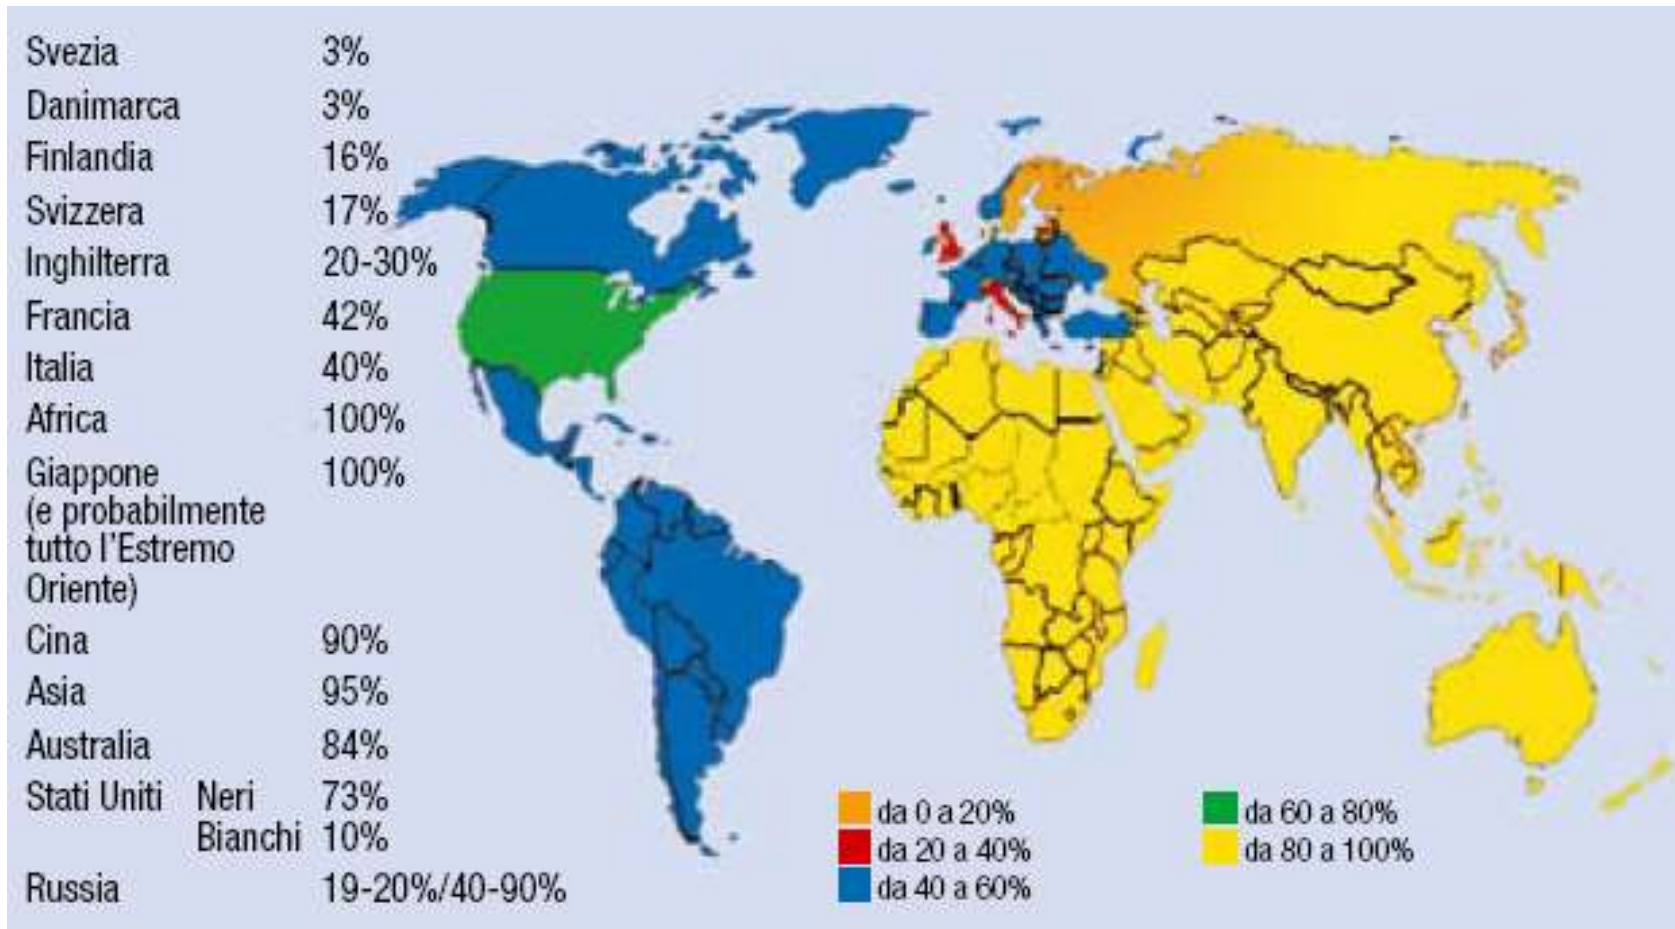 Svezia 3%
Danimarca 3%
Finlandia 16%
Svizzera 17%
Inghilterra 20-30%
Francia 42%
Italia 40%
Africa 100%
Giappone 100%
(e probabilmente
tutto l'Estremo
Oriente)
Cina 90%
Asia 95%
Australia 84%
Stati Uniti Neri 73%
Bianchi 10%
Russia 19-20%/40-90%
da 0 a 20%
da 20 a 40%
da 40 a 60%
da 60 a 80%
da 80 a 100%